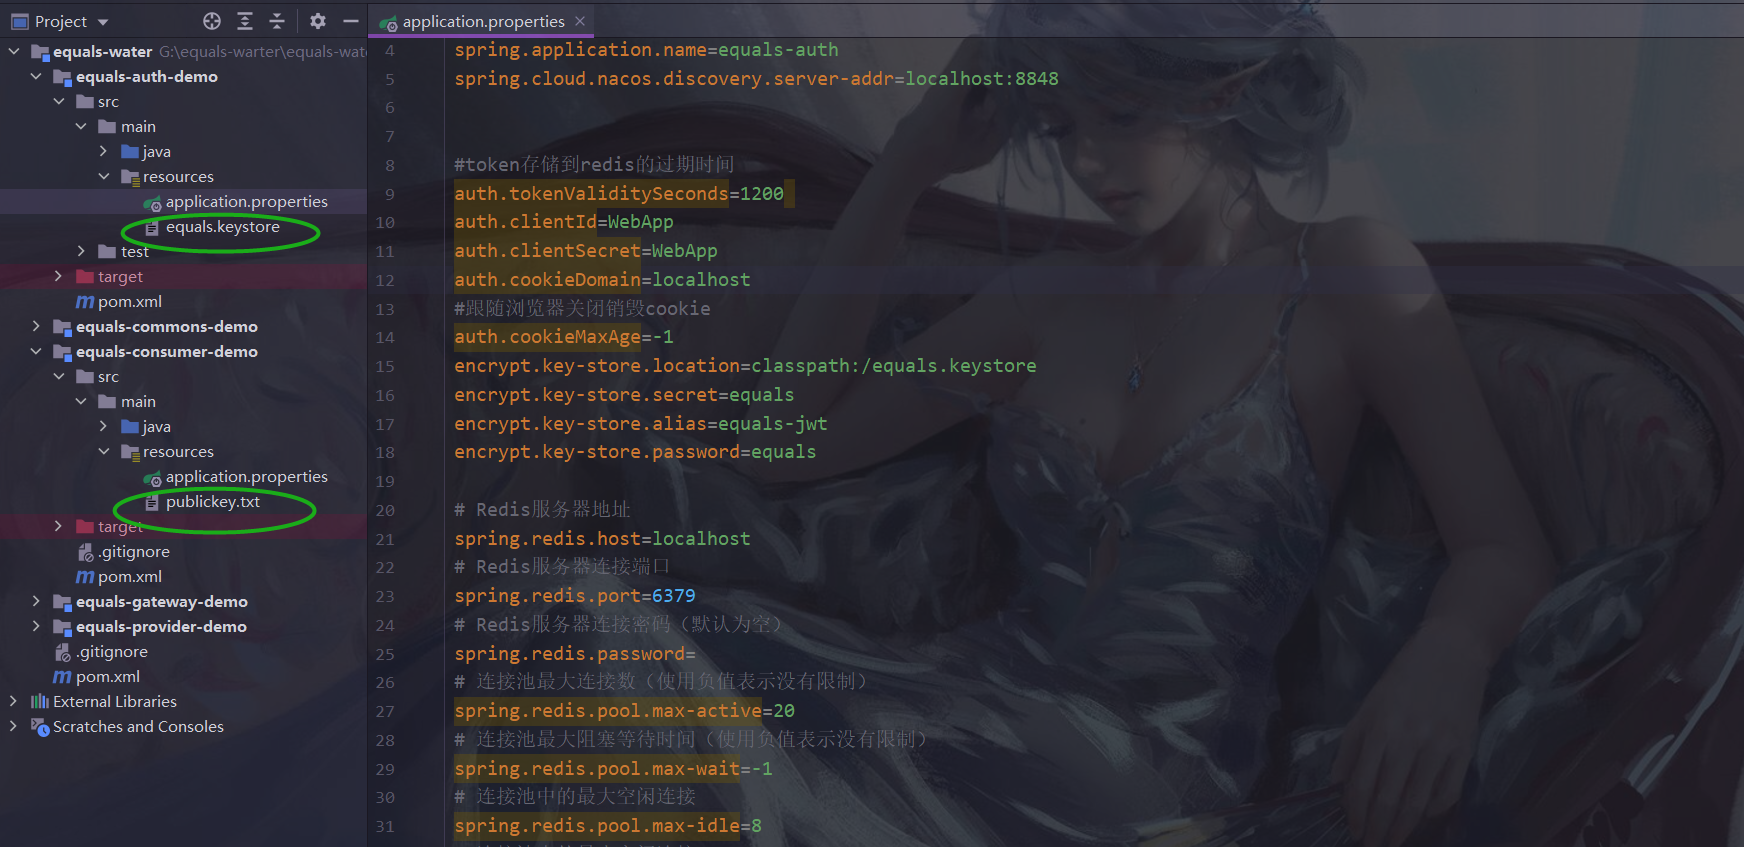 Project
equals-water G:\equals-warter\equals-wat
equals-auth-demo
src
main
java
resources
application.properties
equals.keystore
test
target
pom.xml
equals-commons-demo
equals-consumer-demo
src
main
java
resources
application.properties
publickey.txt
target
.gitignore
pom.xml
equals-gateway-demo
equals-provider-demo
.gitignore
pom.xml
External Libraries
Scratches and Consoles
application.properties
4 spring.application.name=equals-auth
5 spring.cloud.nacos.discovery.server-addr=localhost:8848
6
7
8 #token存储到redis的过期时间
9 auth.tokenValiditySeconds=1200
10 auth.clientId=WebApp
11 auth.clientSecret=WebApp
12 auth.cookieDomain=localhost
13 #跟随浏览器关闭销毁cookie
14 auth.cookieMaxAge=-1
15 encrypt.key-store.location=classpath:/equals.keystore
16 encrypt.key-store.secret=equals
17 encrypt.key-store.alias=equals-jwt
18 encrypt.key-store.password=equals
19
20 # Redis服务器地址
21 spring.redis.host=localhost
22 # Redis服务器连接端口
23 spring.redis.port=6379
24 # Redis服务器连接密码（默认为空）
25 spring.redis.password=
26 # 连接池最大连接数（使用负值表示没有限制）
27 spring.redis.pool.max-active=20
28 # 连接池最大阻塞等待时间（使用负值表示没有限制）
29 spring.redis.pool.max-wait=-1
30 # 连接池中的最大空闲连接
31 spring.redis.pool.max-idle=8